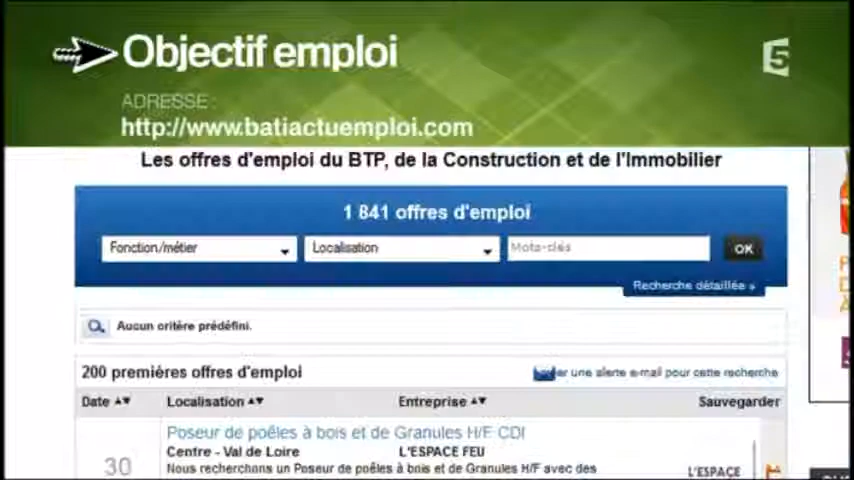 Objectif emploi
5
ADRESSE :
http://www.batiactuemploi.com
Les offres d'emploi du BTP, de la Construction et de l'Immobilier
1 841 offres d'emploi
Fonction/métier Localisation Mots-clés OK
Recherche détaillée »
Aucun critère prédéfini.
200 premières offres d'emploi er une alerte e-mail pour cette recherche
Date Localisation Entreprise Sauvegarder
Poseur de poêles à bois et de Granules H/F CDI
Centre - Val de Loire L'ESPACE FEU
30 Nous recherchons un Poseur de poêles à bois et de Granules H/F avec des L'ESPACE